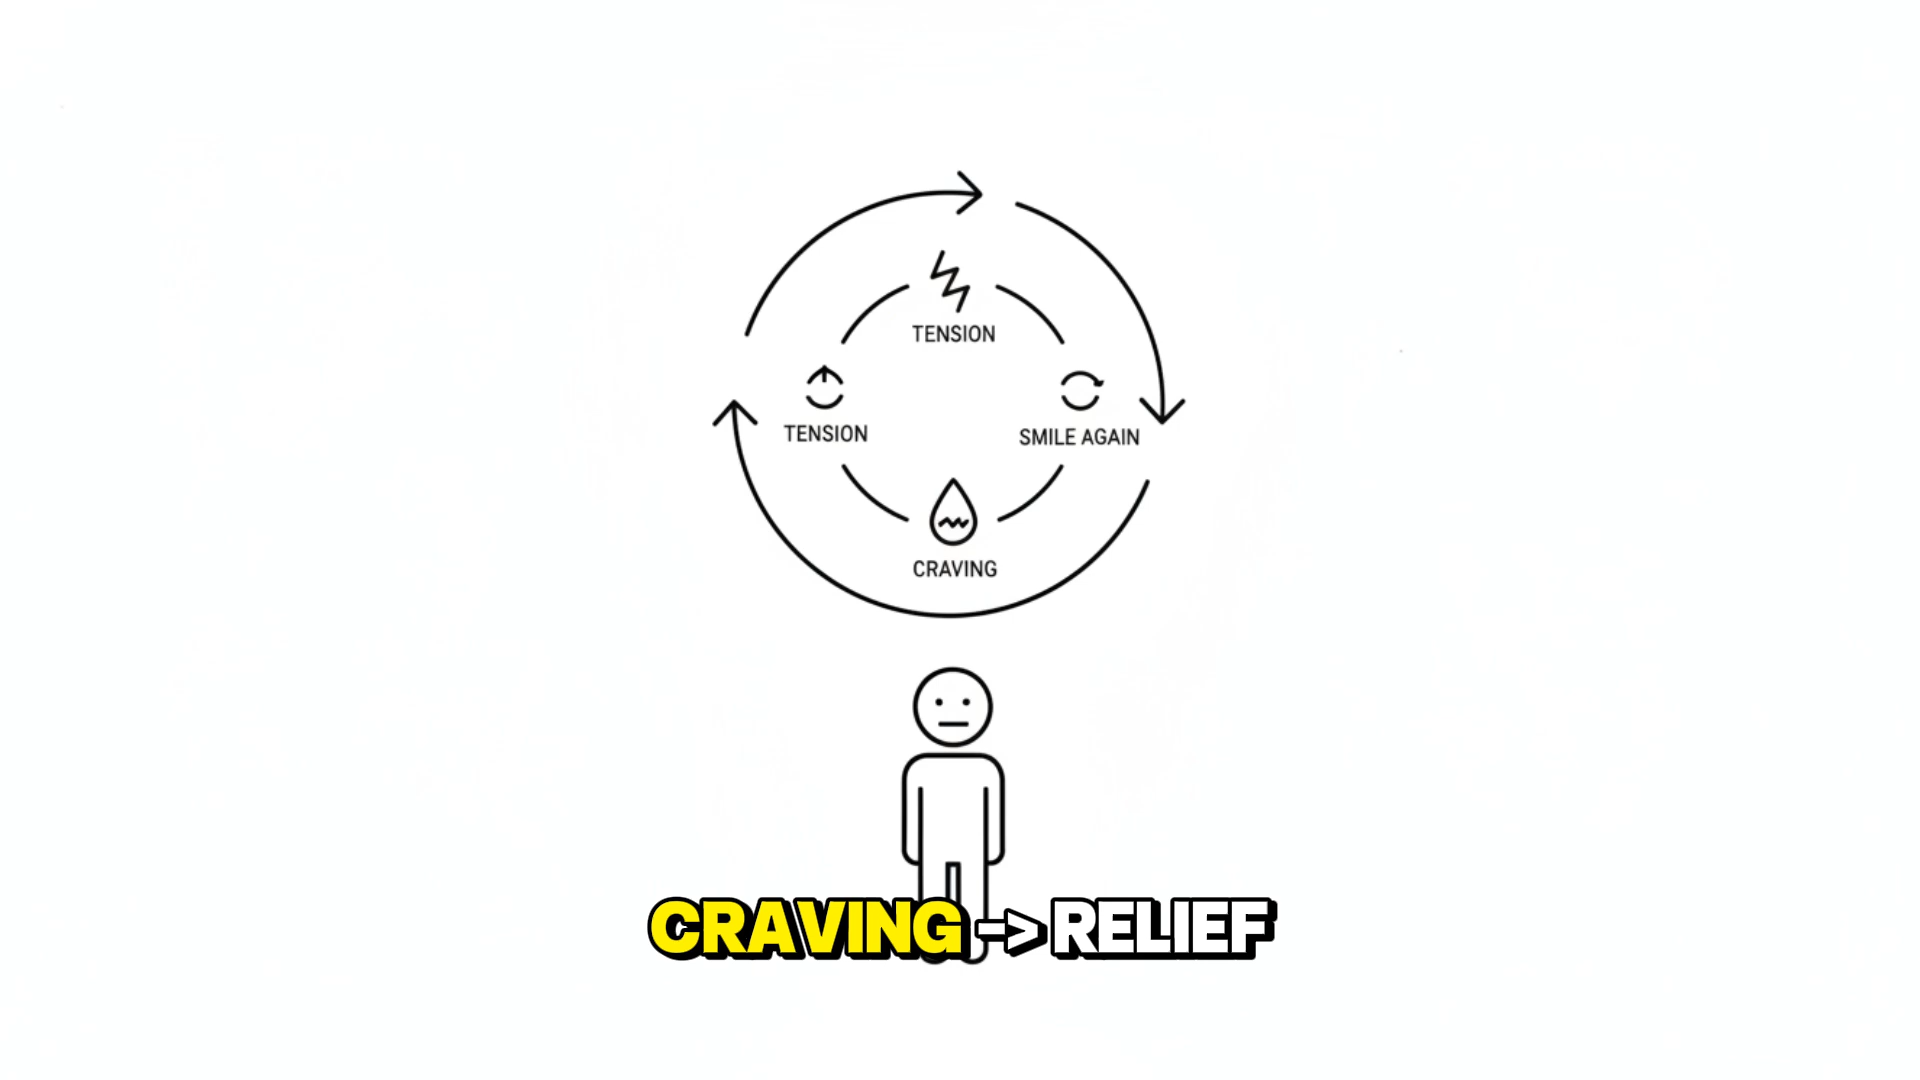 TENSION
TENSION
SMILE AGAIN
CRAVING
CRAVING -> RELIEF